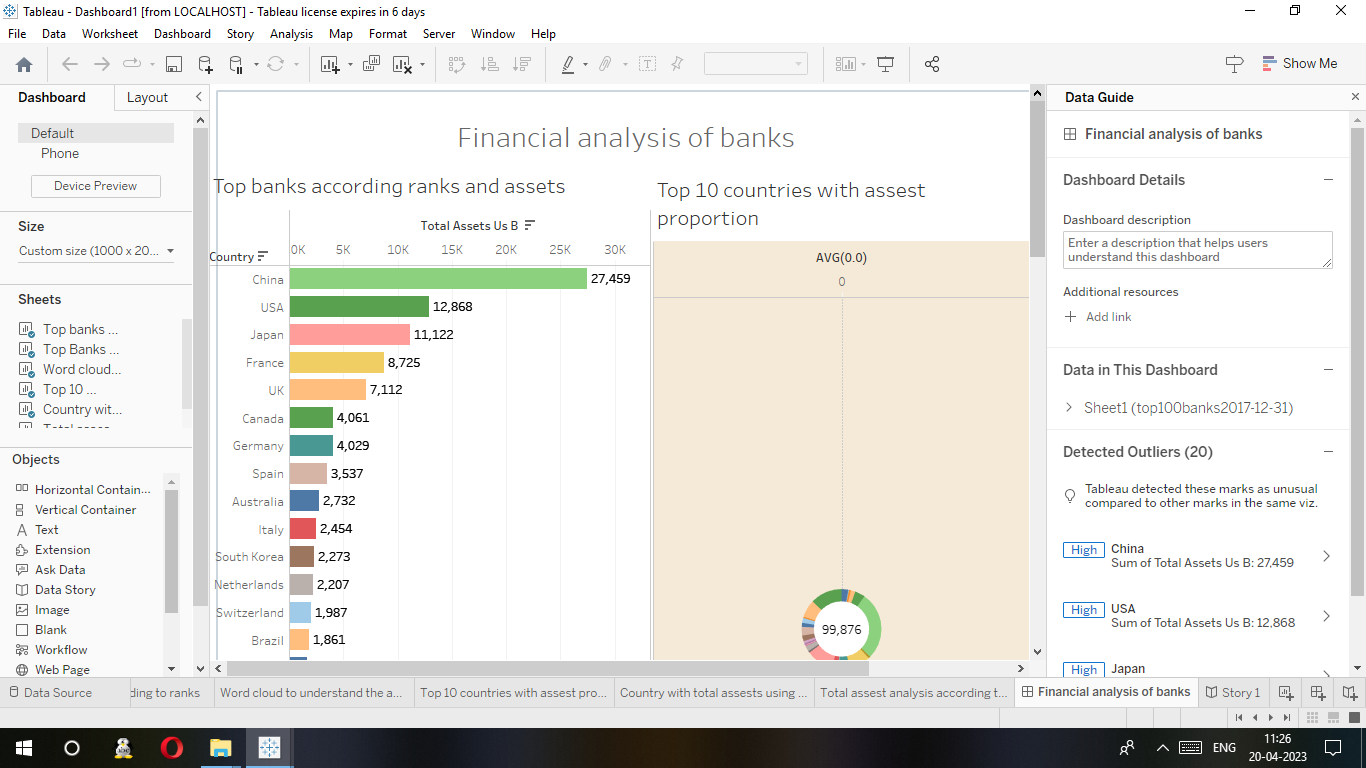 Tableau - Dashboard1 [from LOCALHOST] - Tableau license expires in 6 days
File Data Worksheet Dashboard Story Analysis Map Format Server Window Help
Show Me
Dashboard Layout
Default
Phone
Device Preview
Size
Custom size (1000 x 20...
Sheets
Top banks ...
Top Banks ...
Word cloud...
Top 10 ...
Country wit...
Objects
Horizontal Contain...
Vertical Container
Text
Extension
Ask Data
Data Story
Image
Blank
Workflow
Web Page
Financial analysis of banks
Top banks according ranks and assets
Total Assets Us B
Country
0K 5K 10K 15K 20K 25K 30K
China 27,459
USA 12,868
Japan 11,122
France 8,725
UK 7,112
Canada 4,061
Germany 4,029
Spain 3,537
Australia 2,732
Italy 2,454
South Korea 2,273
Netherlands 2,207
Switzerland 1,987
Brazil 1,861
Top 10 countries with assest
proportion
AVG(0.0)
0
99,876
Data Guide
Financial analysis of banks
Dashboard Details
Dashboard description
Enter a description that helps users
understand this dashboard
Additional resources
Add link
Data in This Dashboard
Sheet1 (top100banks2017-12-31)
Detected Outliers (20)
Tableau detected these marks as unusual
compared to other marks in the same viz.
High China
Sum of Total Assets Us B: 27,459
High USA
Sum of Total Assets Us B: 12,868
High Japan
Data Source ding to ranks Word cloud to understand the a... Top 10 countries with assest pro... Country with total assests using ... Total assest analysis according t... Financial analysis of banks Story 1
ENG
11:26
20-04-2023